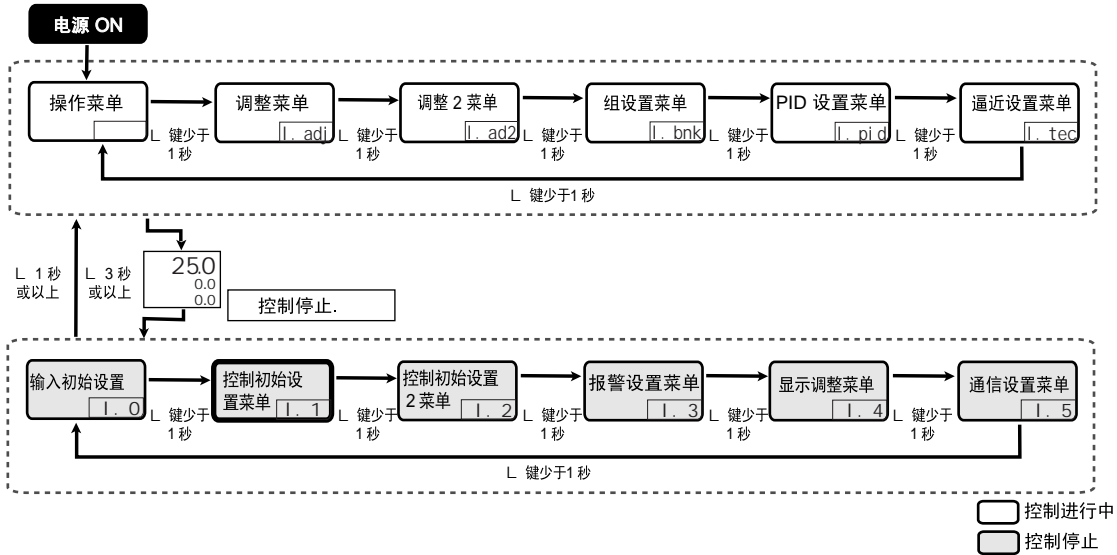 电源 ON
操作菜单
调整菜单
l. adj
调整 2 菜单
l. ad2
组设置菜单
l. bnk
PID 设置菜单
l. pid
逼近设置菜单
l. tec
L 键少于
1 秒
L 键少于
1 秒
L 键少于
1 秒
L 键少于
1 秒
L 键少于
1 秒
L 键少于1 秒
L 1 秒
或以上
L 3 秒
或以上
25.0
0.0
0.0
控制停止.
输入初始设置
l. 0
控制初始设
置菜单
l. 1
控制初始设置
2 菜单
l. 2
报警设置菜单
l. 3
显示调整菜单
l. 4
通信设置菜单
l. 5
L 键少于
1 秒
L 键少于
1 秒
L 键少于
1 秒
L 键少于
1 秒
L 键少于
1 秒
L 键少于1 秒
控制进行中
控制停止